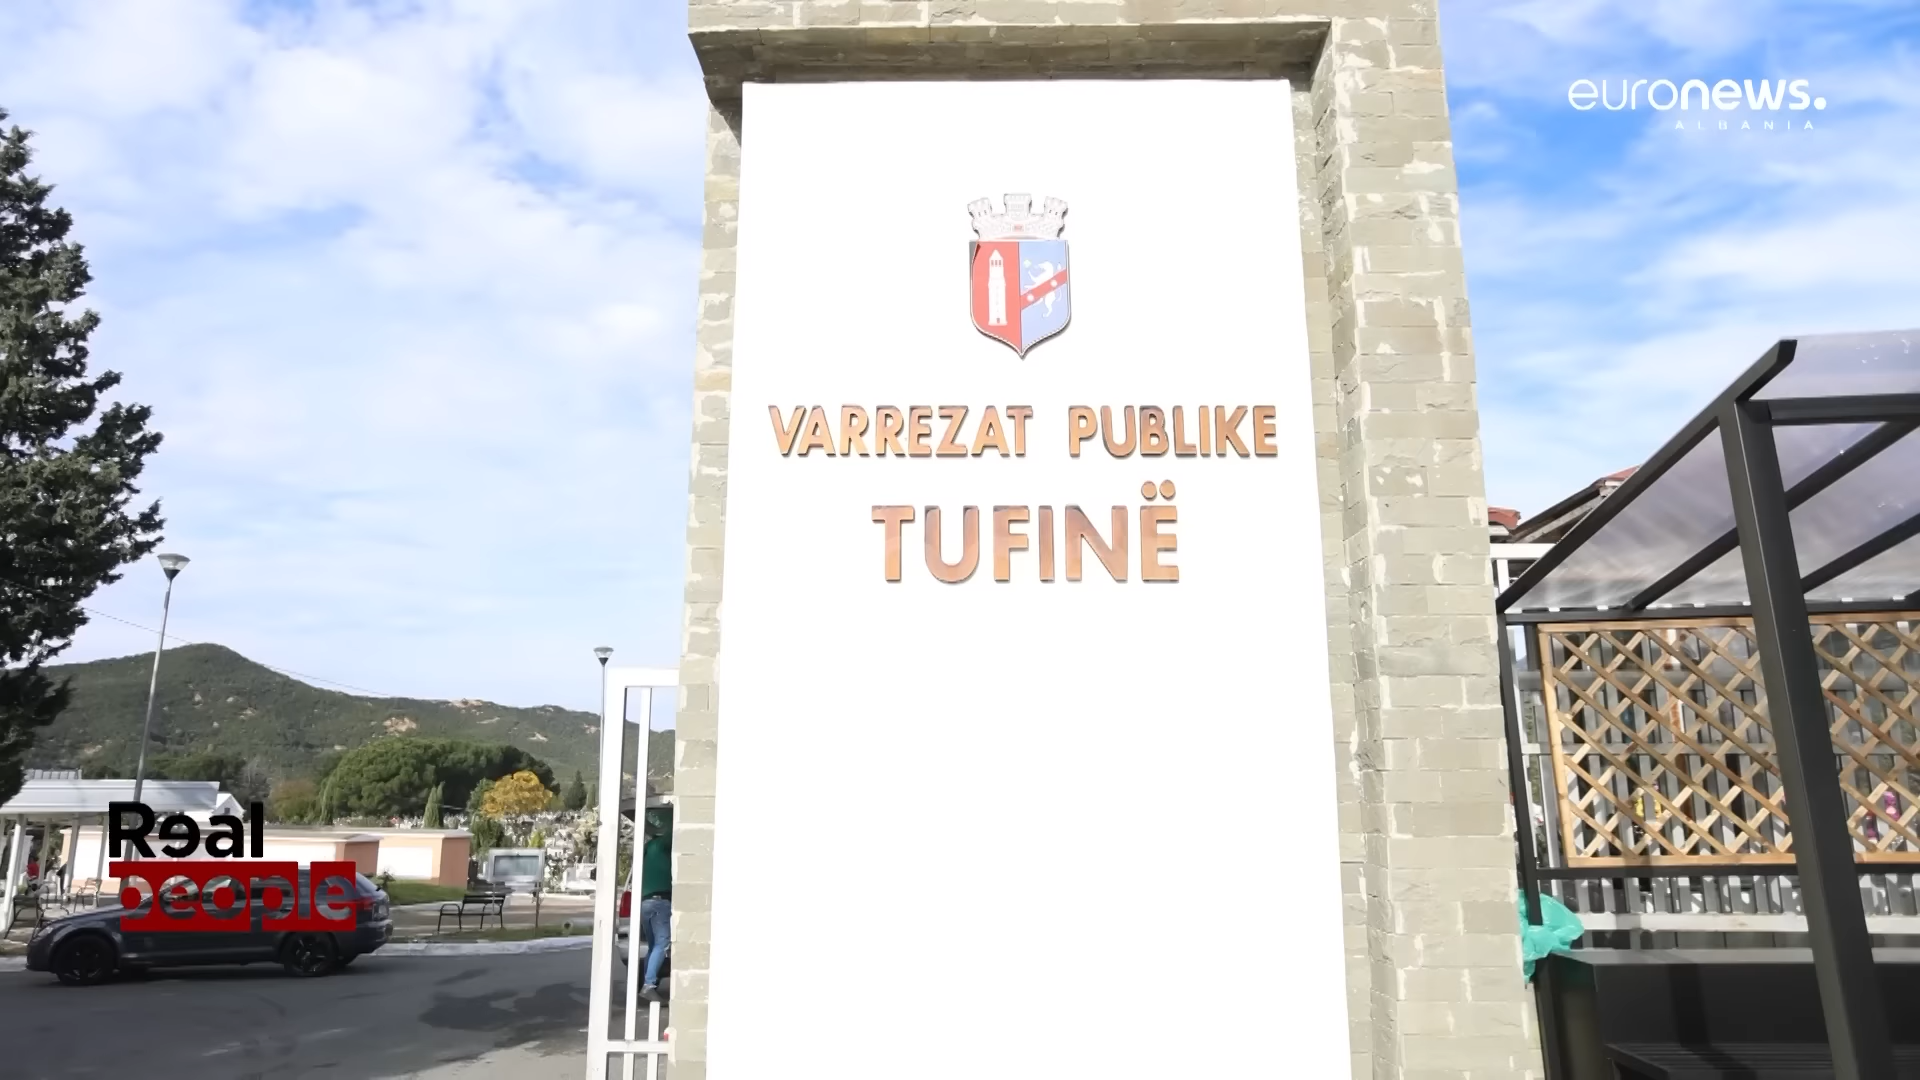 euronews.
ALBANIA
VARREZAT PUBLIKE
TUFINË
Real
people